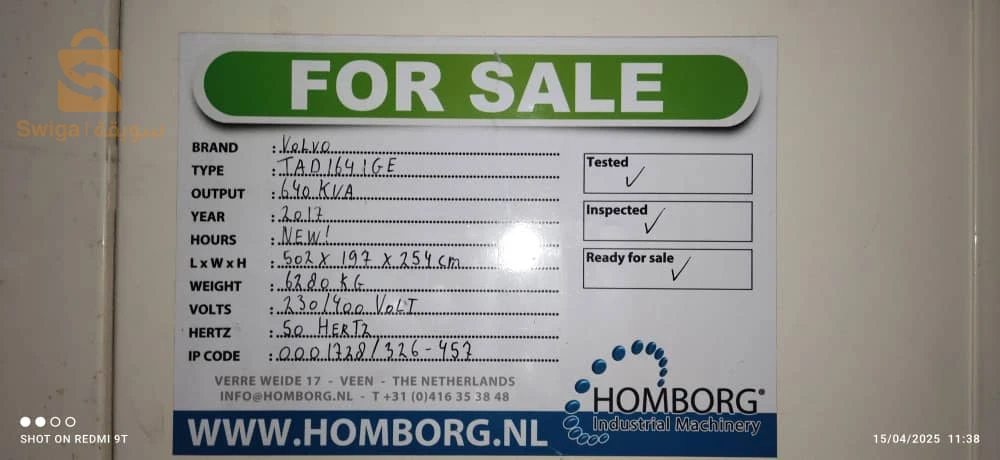 FOR SALE
Swiga | سويقة
BRAND : VOLVO
TYPE : TAD1641GE
OUTPUT : 640 KVA
YEAR : 2017
HOURS : NEW!
L x W x H : 502 X 197 X 254 cm
WEIGHT : 6280 KG
VOLTS : 230/400 VOLT
HERTZ : 50 HERTZ
IP CODE : 0001728/326-457
Tested ✓
Inspected ✓
Ready for sale ✓
VERRE WEIDE 17 - VEEN - THE NETHERLANDS
INFO@HOMBORG.NL - T +31 (0)416 35 38 48
WWW.HOMBORG.NL
HOMBORG®
Industrial Machinery
SHOT ON REDMI 9T
15/04/2025 11:38